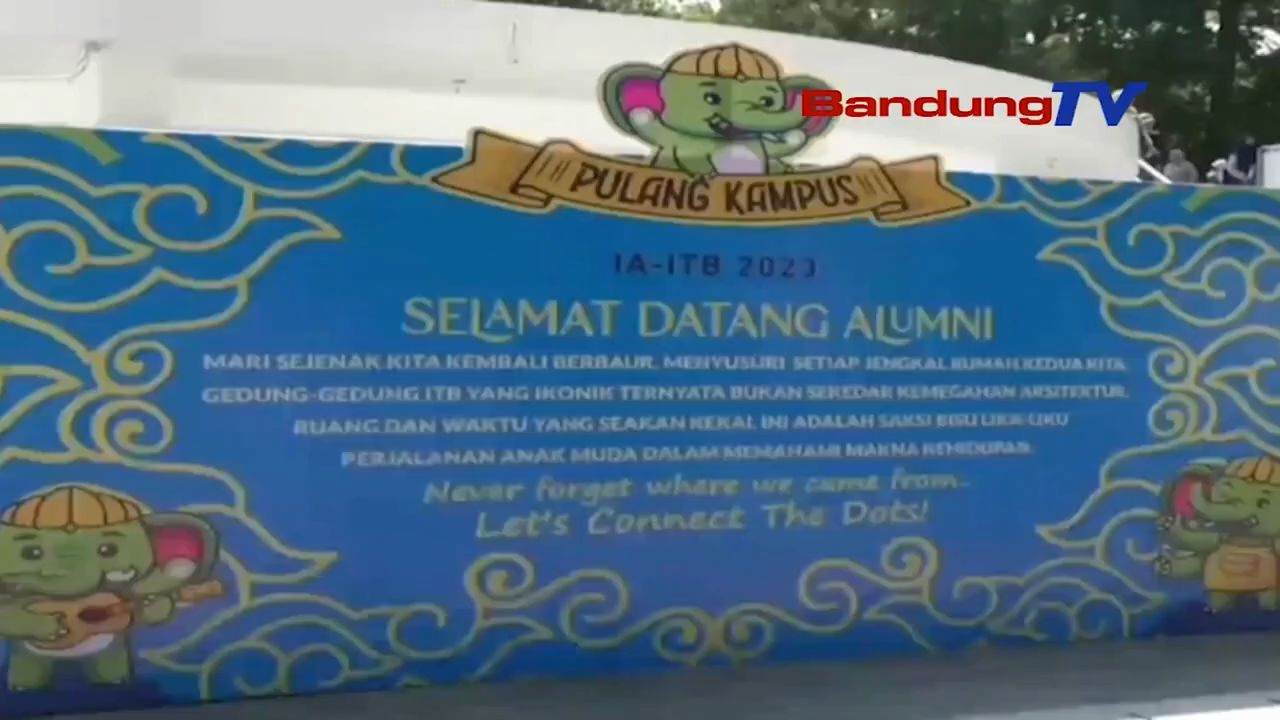 BandungTV
PULANG KAMPUS
IA-ITB 2023
SELAMAT DATANG ALUMNI
MARI SEJENAK KITA KEMBALI BERBAUR, MENYUSURI SETIAP JENGKAL RUMAH KEDUA KITA
GEDUNG-GEDUNG ITB YANG IKONIK TERNYATA BUKAN SEKEDAR KEMEGAHAN ARSITEKTUR.
RUANG DAN WAKTU YANG SEAKAN KEKAL INI ADALAH SAKSI BISU LIKA-LIKU
PERJALANAN ANAK MUDA DALAM MEMAHAMI MAKNA KEHIDUPAN.
Never forget where we came from-
Let's Connect The Dots!